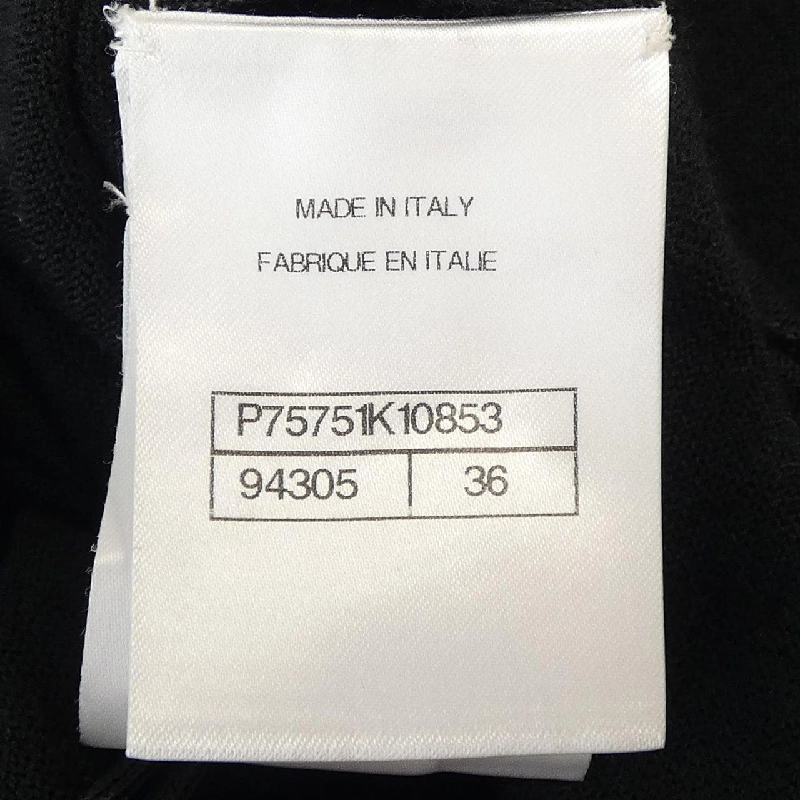 MADE IN ITALY
FABRIQUE EN ITALIE
P75751K10853
94305 36